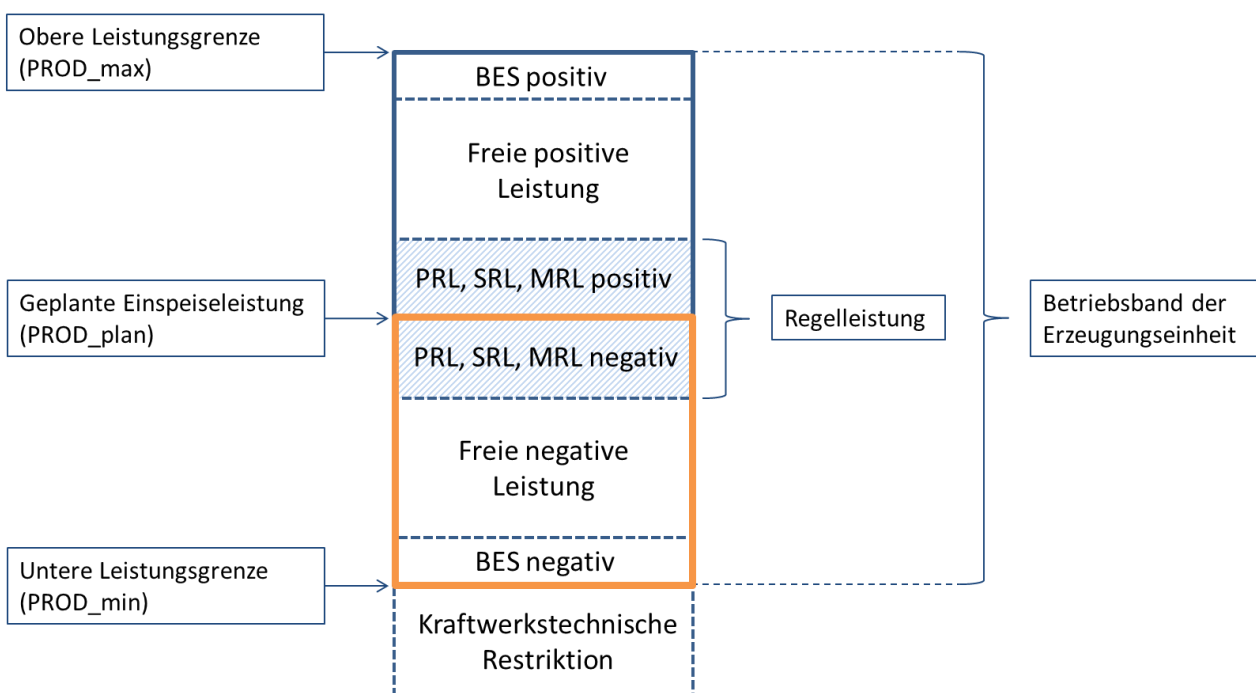 Obere Leistungsgrenze
(PROD_max)
BES positiv
Freie positive
Leistung
PRL, SRL, MRL positiv
Geplante Einspeiseleistung
(PROD_plan)
PRL, SRL, MRL negativ
Regelleistung
Betriebsband der
Erzeugungseinheit
Freie negative
Leistung
BES negativ
Untere Leistungsgrenze
(PROD_min)
Kraftwerkstechnische
Restriktion